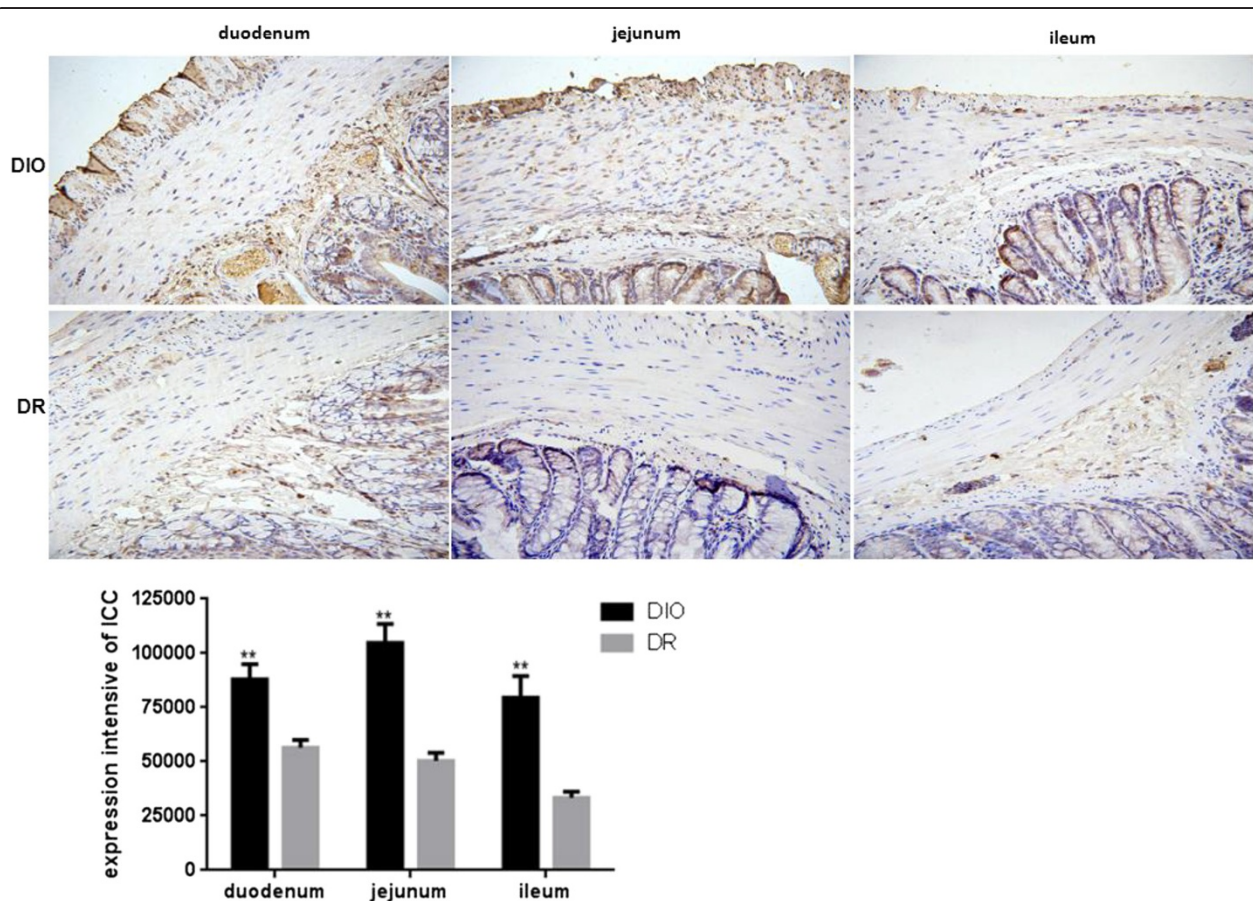 duodenum jejunum ileum
DIO
DR
expression intensive of ICC
125000
100000
75000
50000
25000
0
** ** **
DIO
DR
duodenum jejunum ileum